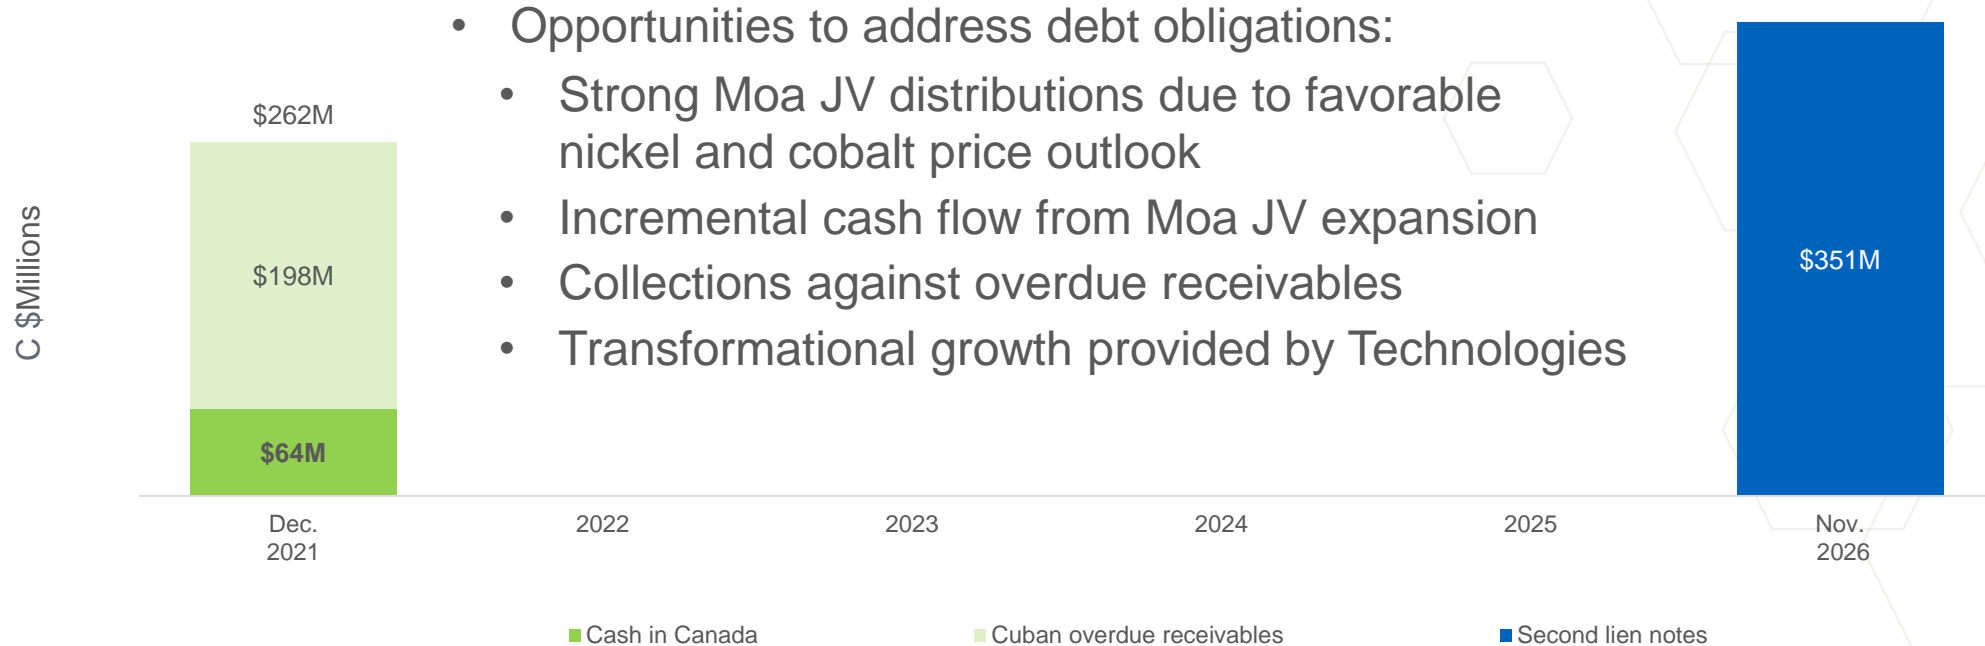 • Opportunities to address debt obligations:
• Strong Moa JV distributions due to favorable
nickel and cobalt price outlook
• Incremental cash flow from Moa JV expansion
• Collections against overdue receivables
• Transformational growth provided by Technologies
C $Millions
$262M
$198M
$64M
$351M
Dec.
2021
2022
2023
2024
2025
Nov.
2026
Cash in Canada
Cuban overdue receivables
Second lien notes